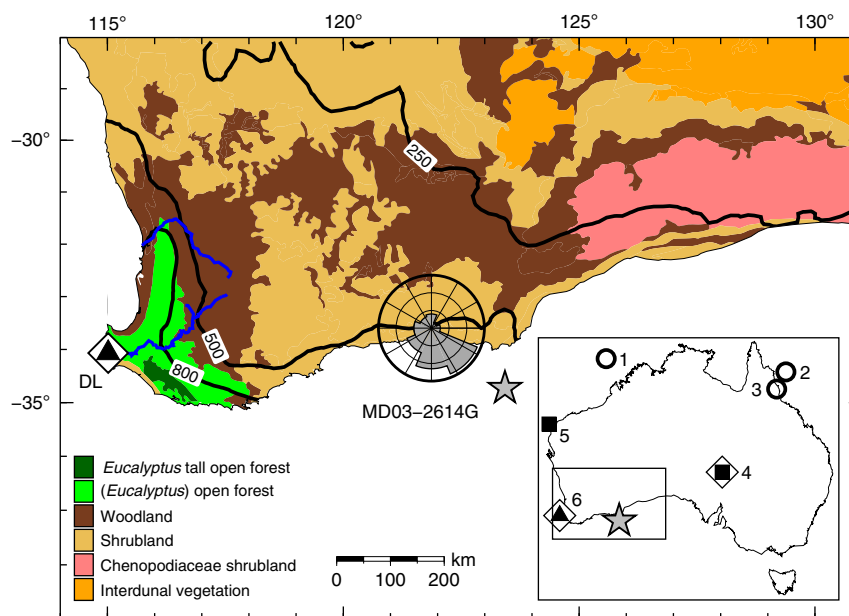 115° 120° 125° 130°
−30°
250
500
800
DL
−35°
MD03−2614G
Eucalyptus tall open forest
(Eucalyptus) open forest
Woodland
Shrubland
Chenopodiaceae shrubland
Interdunal vegetation
km
0 100 200
1
2
3
4
5
6